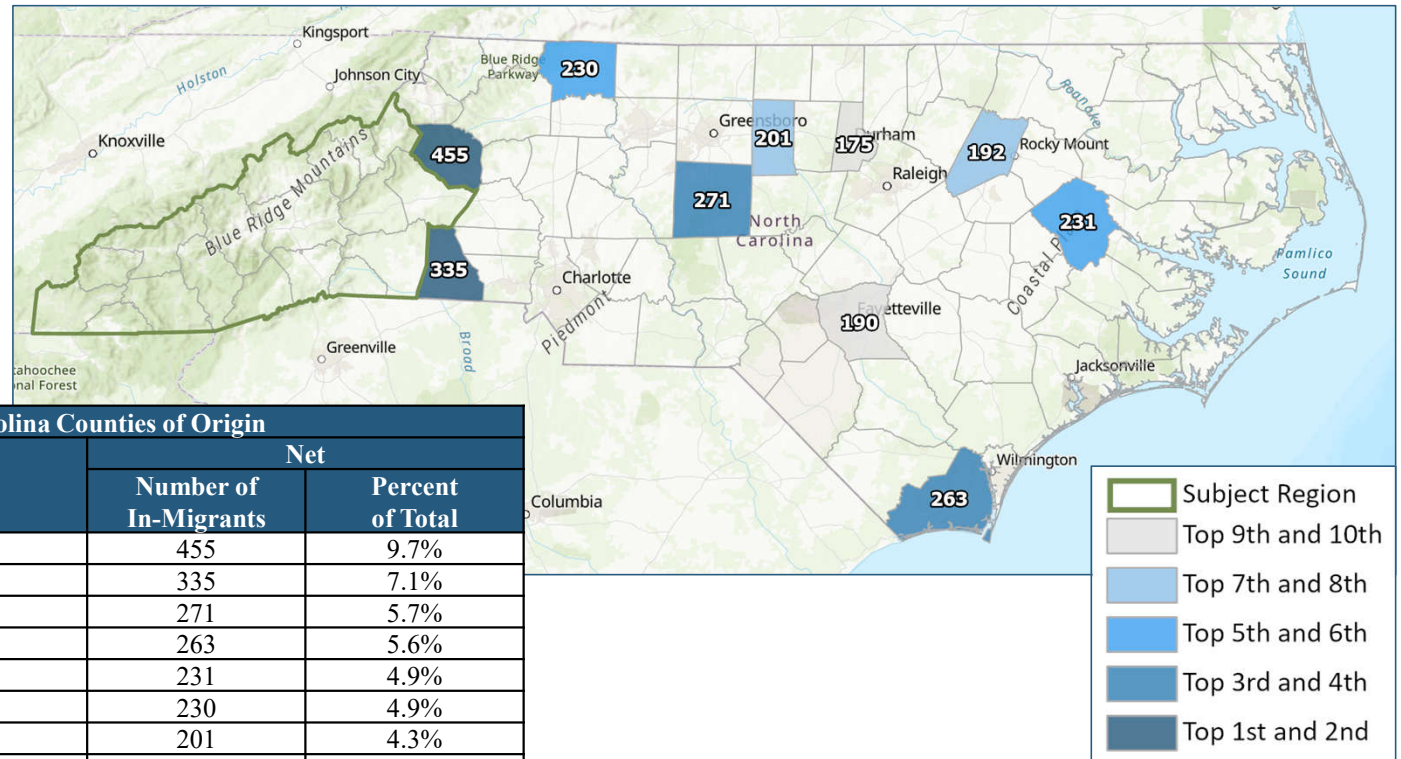 Kingsport
Holston
Johnson City
Blue Ridge
Parkway
230
Knoxville
Greensboro
Durham
Roanoke
201
175
192
Rocky Mount
455
Raleigh
Blue Ridge Mountains
271
North
Carolina
231
Coastal
Pamlico
Sound
335
Charlotte
Piedmont
Fayetteville
190
Broad
Greenville
Jacksonville
ahoochee
nal Forest
Wilmington
263
Columbia
olina Counties of Origin
Net
Number of
In-Migrants
Percent
of Total
455 9.7%
335 7.1%
271 5.7%
263 5.6%
231 4.9%
230 4.9%
201 4.3%
Subject Region
Top 9th and 10th
Top 7th and 8th
Top 5th and 6th
Top 3rd and 4th
Top 1st and 2nd